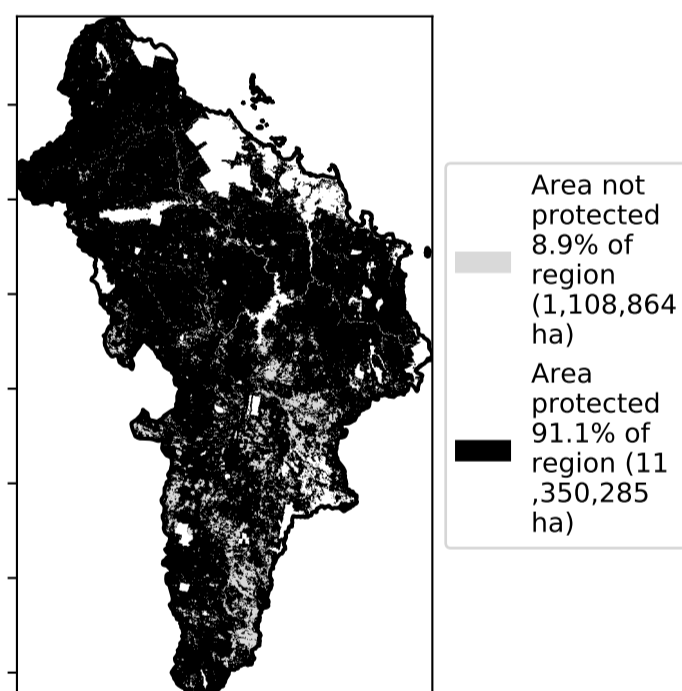 Area not
protected
8.9% of
region
(1,108,864
ha)
Area
protected
91.1% of
region (11
,350,285
ha)